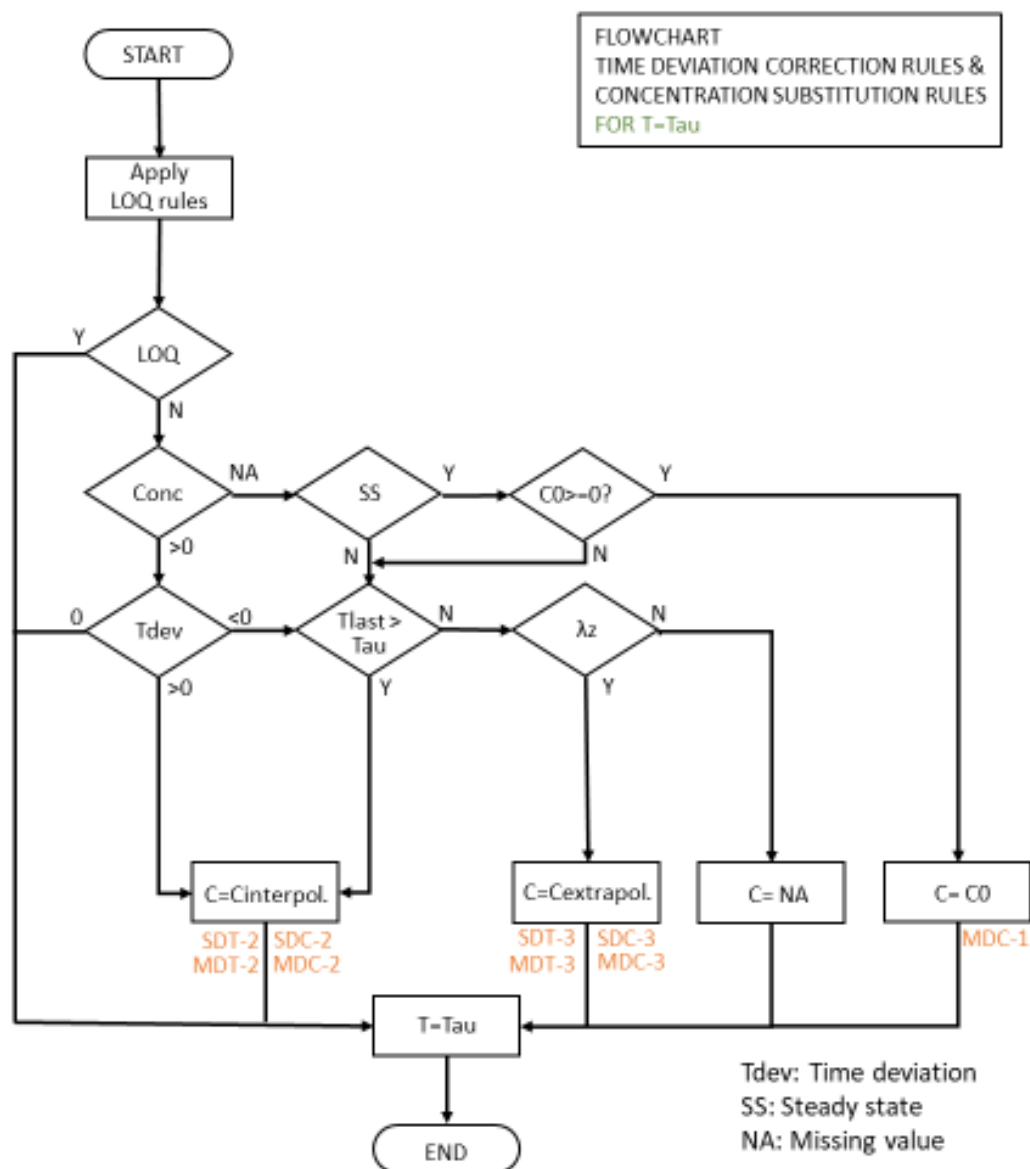 START
FLOWCHART
TIME DEVIATION CORRECTION RULES &
CONCENTRATION SUBSTITUTION RULES
FOR T=Tau
Apply
LOQ rules
Y
LOQ
N
Conc
NA
SS
Y
C0>=0?
Y
>0
N
N
0
Tdev
<0
Tlast >
Tau
N
λz
N
>0
Y
Y
C=Cinterpol.
C=Cextrapol.
C= NA
C= C0
SDT-2 SDC-2
MDT-2 MDC-2
SDT-3 SDC-3
MDT-3 MDC-3
MDC-1
T=Tau
Tdev: Time deviation
SS: Steady state
NA: Missing value
END